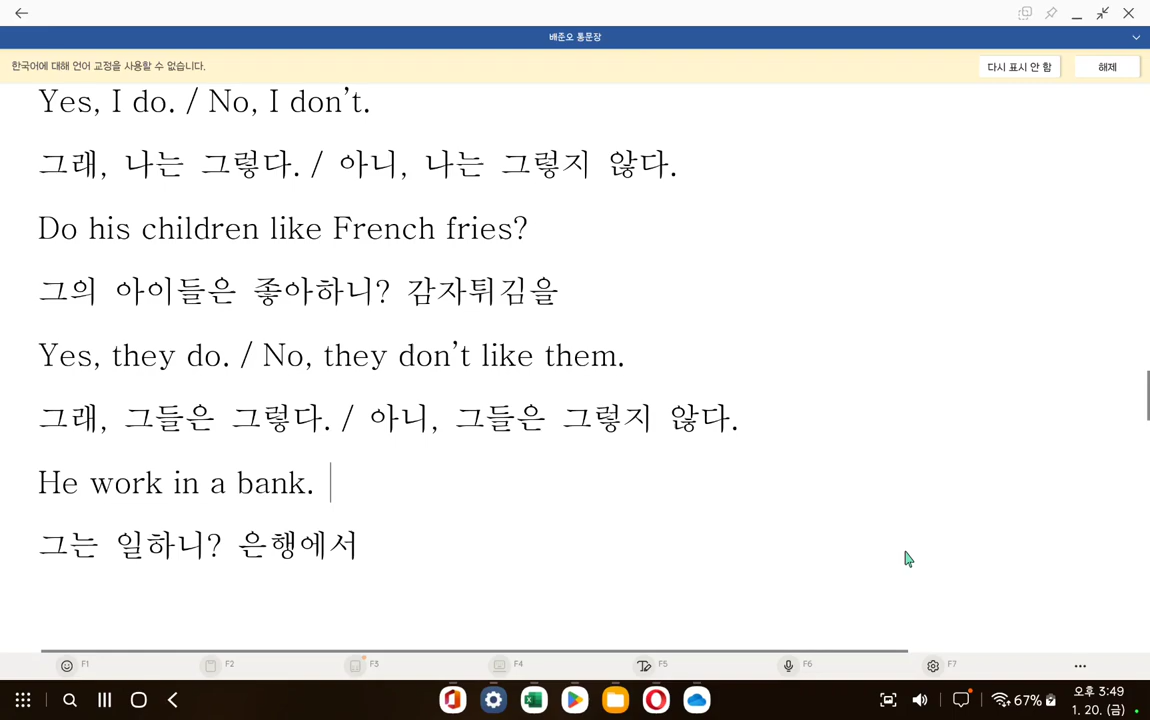 배준오 통문장
한국어에 대해 언어 교정을 사용할 수 없습니다.
다시 표시 안 함
해제
Yes, I do. / No, I don't.
그래, 나는 그렇다. / 아니, 나는 그렇지 않다.
Do his children like French fries?
그의 아이들은 좋아하니? 감자튀김을
Yes, they do. / No, they don't like them.
그래, 그들은 그렇다. / 아니, 그들은 그렇지 않다.
He work in a bank.
그는 일하니? 은행에서
F1 F2 F3 F4 F5 F6 F7
67%
오후 3:49
1. 20. (금)